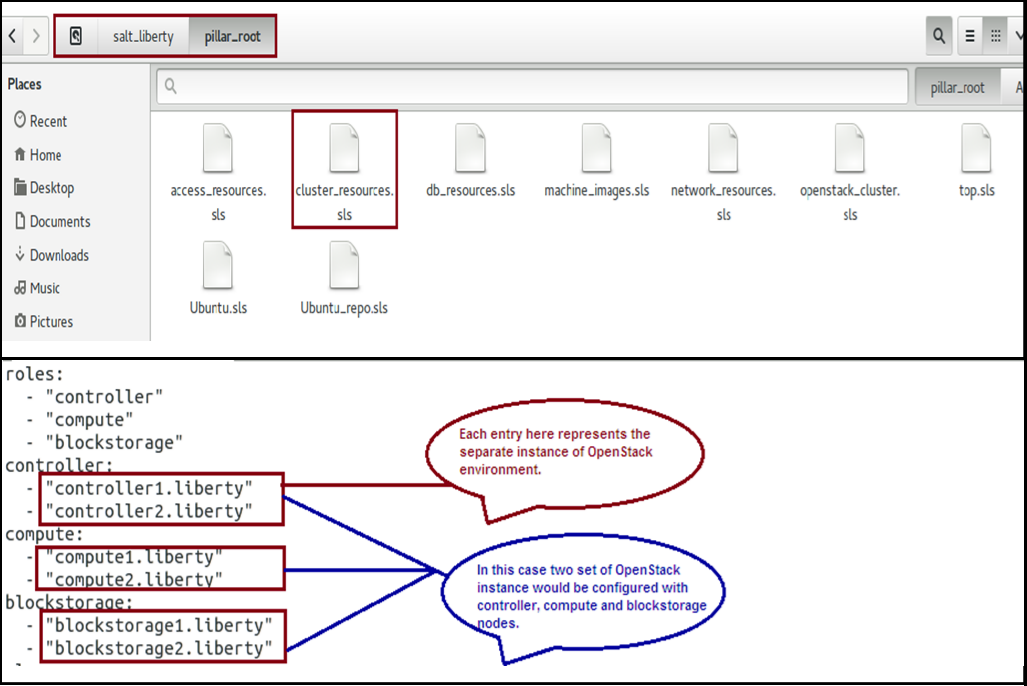 salt_liberty pillar_root
Places
pillar_root A
Recent
Home
Desktop
Documents
Downloads
Music
Pictures
access_resources.
sls
cluster_resources.
sls
db_resources.sls
machine_images.sls
network_resources.
sls
openstack_cluster.
sls
top.sls
Ubuntu.sls
Ubuntu_repo.sls
roles:
- "controller"
- "compute"
- "blockstorage"
controller:
- "controller1.liberty"
- "controller2.liberty"
compute:
- "compute1.liberty"
- "compute2.liberty"
blockstorage:
- "blockstorage1.liberty"
- "blockstorage2.liberty"
Each entry here represents the
separate instance of OpenStack
environment.
In this case two set of OpenStack
instance would be configured with
controller, compute and blockstorage
nodes.